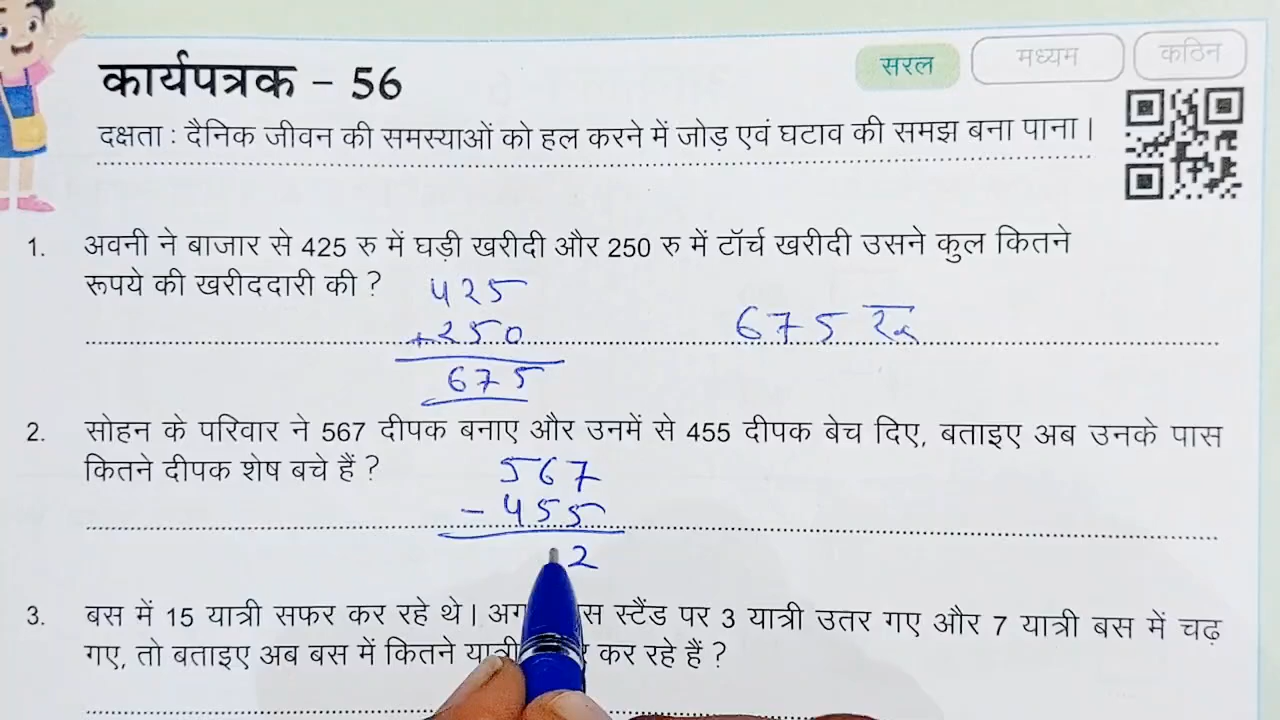 कार्यपत्रक – 56
सरल
मध्यम
कठिन
दक्षता : दैनिक जीवन की समस्याओं को हल करने में जोड़ एवं घटाव की समझ बना पाना।
1. अवनी ने बाजार से 425 रु में घड़ी खरीदी और 250 रु में टॉर्च खरीदी उसने कुल कितने
रूपये की खरीददारी की ?
425
+250
675
675 रु
2. सोहन के परिवार ने 567 दीपक बनाए और उनमें से 455 दीपक बेच दिए, बताइए अब उनके पास
कितने दीपक शेष बचे हैं ?
567
- 455
2
3. बस में 15 यात्री सफर कर रहे थे। स्टैंड पर 3 यात्री उतर गए और 7 यात्री बस में चढ़
गए, तो बताइए अब बस में कितने कर रहे हैं ?